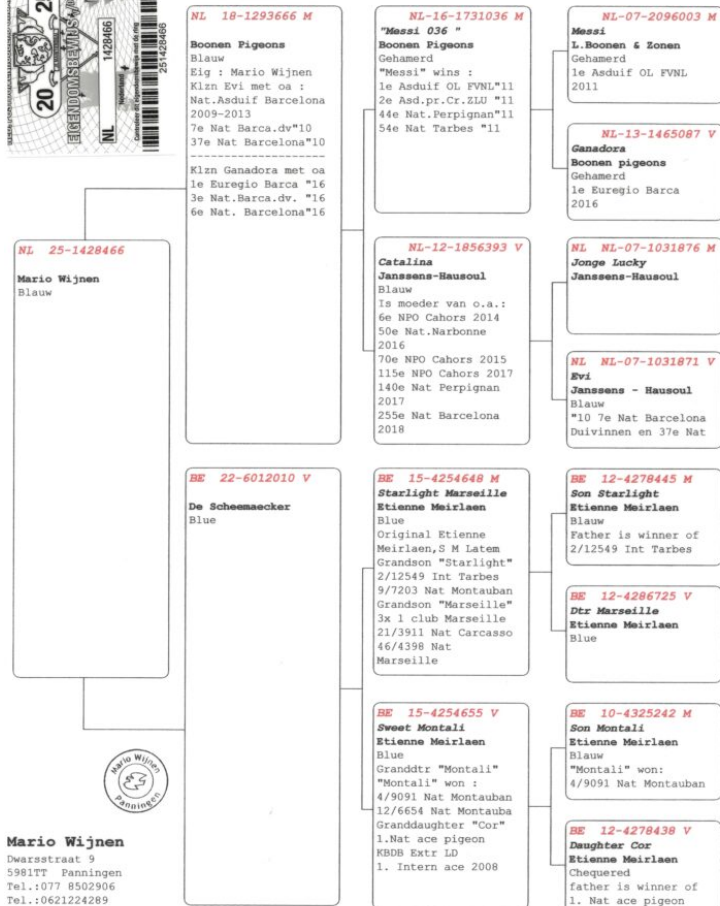 20
EIGENDOMSBEWIJS
NL 1428466
Nederland
Controleer dit eigendomsbewijs met de ring
251428466
NL 25-1428466
Mario Wijnen
Blauw
NL 18-1293666 M
Boonen Pigeons
Blauw
Eig : Mario Wijnen
Klzn Evi met oa :
Nat.Asduif Barcelona
2009-2013
7e Nat Barca.dv"10
37e Nat Barcelona"10
--------------------
Klzn Ganadora met oa
1e Euregio Barca "16
3e Nat.Barca.dv. "16
6e Nat. Barcelona"16
BE 22-6012010 V
De Scheemaecker
Blue
NL-16-1731036 M
"Messi 036 "
Boonen Pigeons
Gehamerd
"Messi" wins :
1e Asduif OL FVNL"11
2e Asd.pr.Cr.ZLU "11
44e Nat.Perpignan"11
54e Nat Tarbes "11
NL-12-1856393 V
Catalina
Janssens-Hausoul
Blauw
Is moeder van o.a.:
6e NPO Cahors 2014
50e Nat.Narbonne
2016
70e NPO Cahors 2015
115e NPO Cahors 2017
140e Nat Perpignan
2017
255e Nat Barcelona
2018
BE 15-4254648 M
Starlight Marseille
Etienne Meirlaen
Blue
Original Etienne
Meirlaen,S M Latem
Grandson "Starlight"
2/12549 Int Tarbes
9/7203 Nat Montauban
Grandson "Marseille"
3x 1 club Marseille
21/3911 Nat Carcasso
46/4398 Nat
Marseille
BE 15-4254655 V
Sweet Montali
Etienne Meirlaen
Blue
Granddtr "Montali"
"Montali" won :
4/9091 Nat Montauban
12/6654 Nat Montauba
Granddaughter "Cor"
1.Nat ace pigeon
KBDB Extr LD
1. Intern ace 2008
NL-07-2096003 M
Messi
L.Boonen & Zonen
Gehamerd
1e Asduif OL FVNL
2011
NL-13-1465087 V
Ganadora
Boonen pigeons
Gehamerd
1e Euregio Barca
2016
NL NL-07-1031876 M
Jonge Lucky
Janssens-Hausoul
NL NL-07-1031871 V
Evi
Janssens - Hausoul
Blauw
"10 7e Nat Barcelona
Duivinnen en 37e Nat
BE 12-4278445 M
Son Starlight
Etienne Meirlaen
Blauw
Father is winner of
2/12549 Int Tarbes
BE 12-4286725 V
Dtr Marseille
Etienne Meirlaen
Blue
BE 10-4325242 M
Son Montali
Etienne Meirlaen
Blauw
"Montali" won:
4/9091 Nat Montauban
BE 12-4278438 V
Daughter Cor
Etienne Meirlaen
Chequered
father is winner of
1. Nat ace pigeon
Mario Wijnen
Panningen
Mario Wijnen
Dwarsstraat 9
5981TT Panningen
Tel.:077 8502906
Tel.:0621224289